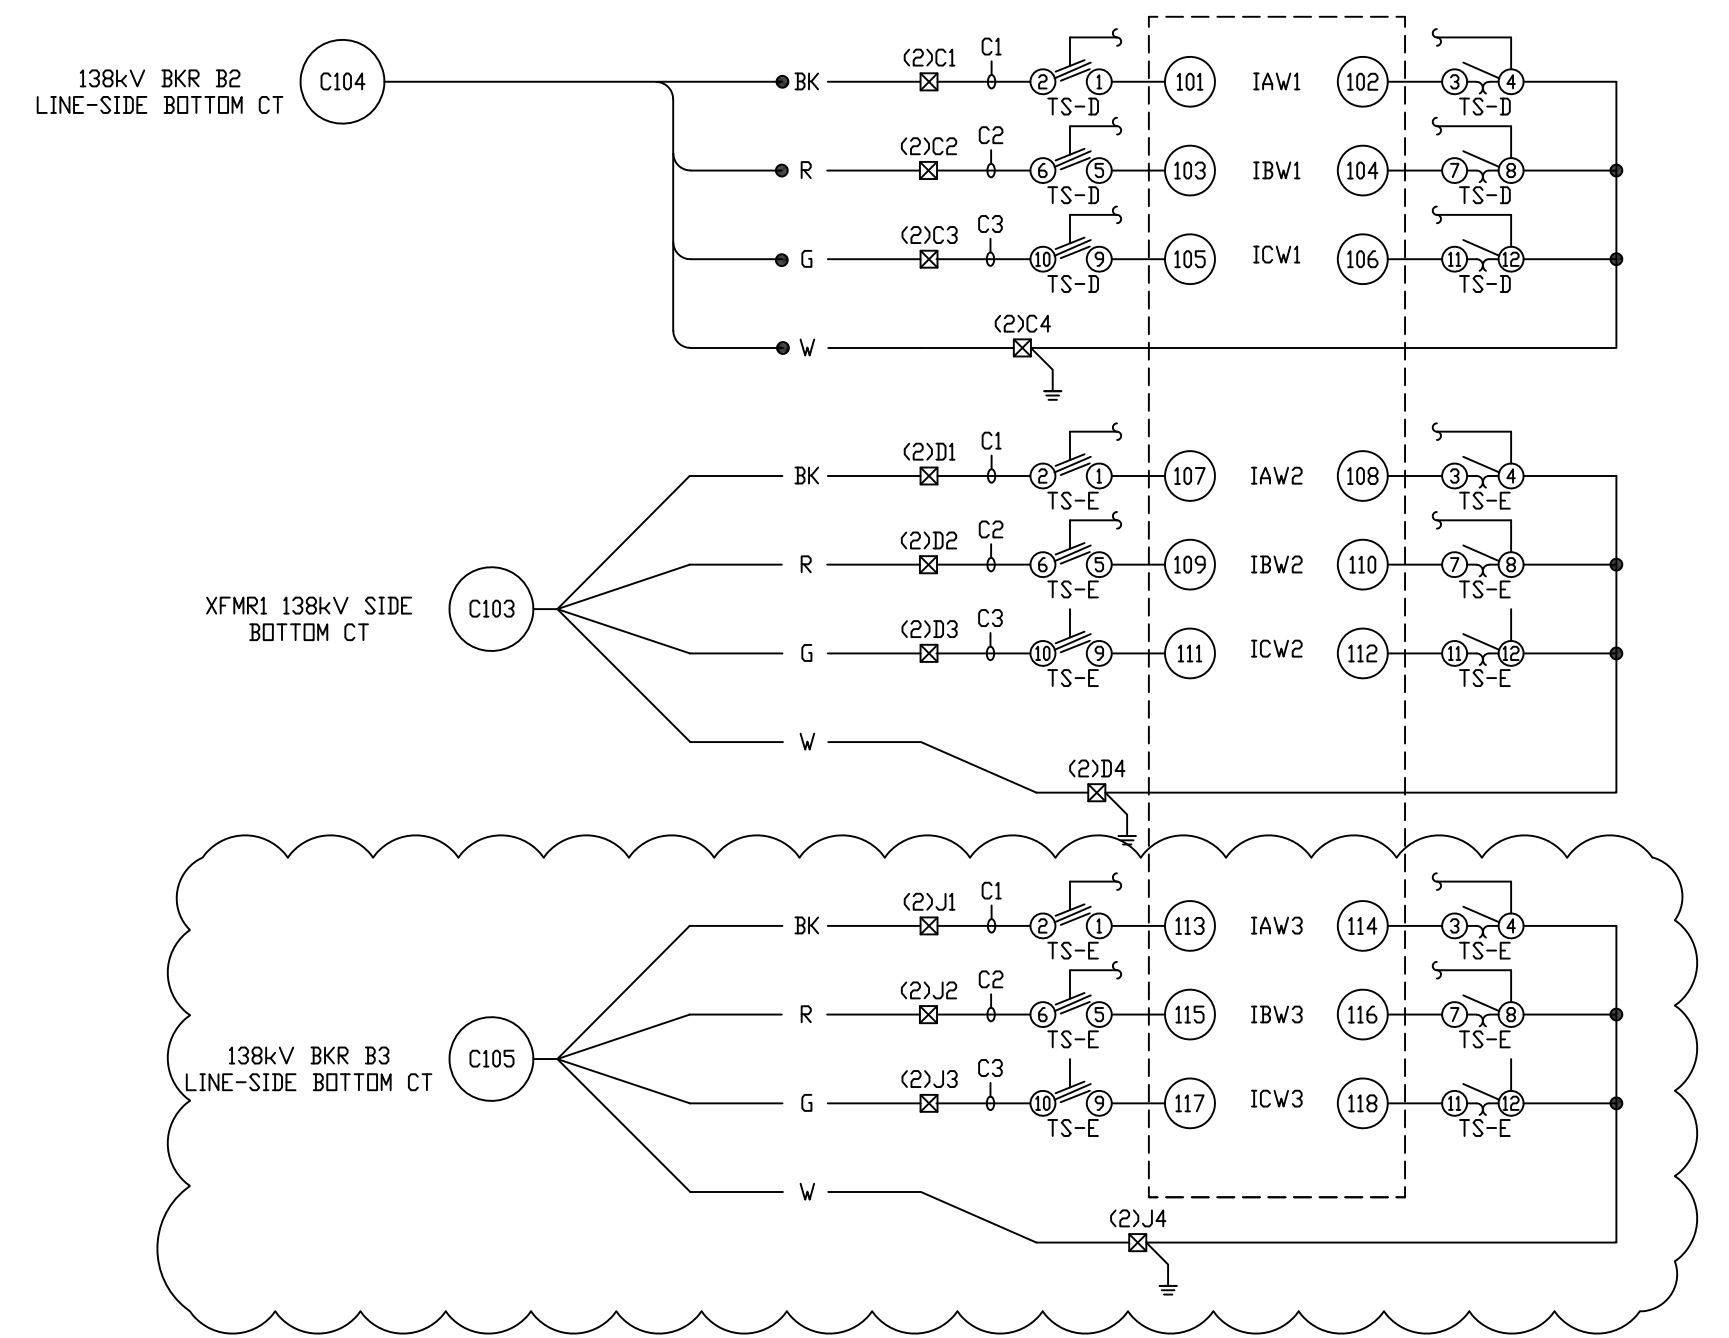 138kV BKR B2
LINE-SIDE BOTTOM CT
C104
BK (2)C1 C1 2 1 TS-D 101 IAW1 102 3 4 TS-D
R (2)C2 C2 6 5 TS-D 103 IBW1 104 7 8 TS-D
G (2)C3 C3 10 9 TS-D 105 ICW1 106 11 12 TS-D
W (2)C4
XFMR1 138kV SIDE
BOTTOM CT
C103
BK (2)D1 C1 2 1 TS-E 107 IAW2 108 3 4 TS-E
R (2)D2 C2 6 5 TS-E 109 IBW2 110 7 8 TS-E
G (2)D3 C3 10 9 TS-E 111 ICW2 112 11 12 TS-E
W (2)D4
138kV BKR B3
LINE-SIDE BOTTOM CT
C105
BK (2)J1 C1 2 1 TS-E 113 IAW3 114 3 4 TS-E
R (2)J2 C2 6 5 TS-E 115 IBW3 116 7 8 TS-E
G (2)J3 C3 10 9 TS-E 117 ICW3 118 11 12 TS-E
W (2)J4